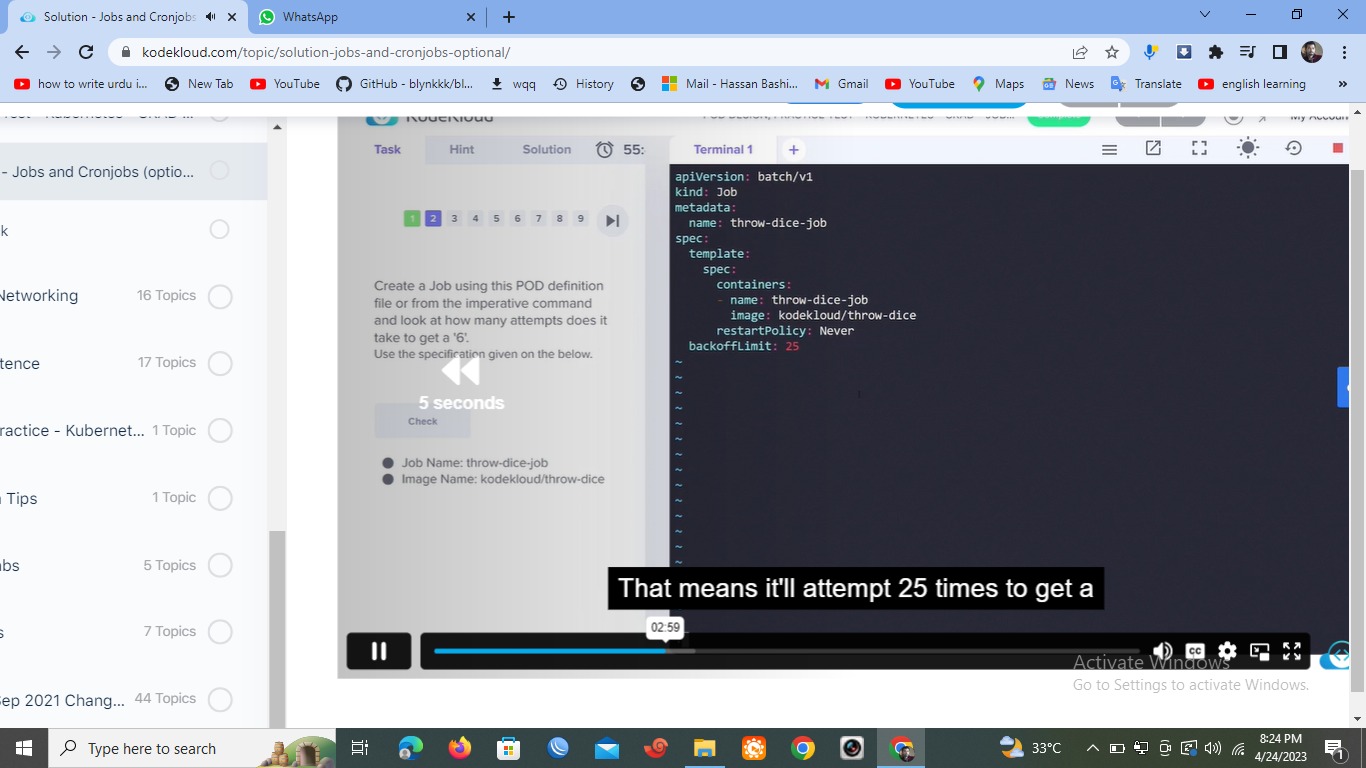 Solution - Jobs and Cronjobs
WhatsApp
kodekloud.com/topic/solution-jobs-and-cronjobs-optional/
how to write urdu i...
New Tab
YouTube
GitHub - blynkkk/bl...
wqq
History
Mail - Hassan Bashi...
Gmail
YouTube
Maps
News
Translate
english learning
»
- Jobs and Cronjobs (optio...
k
Networking
16 Topics
tence
17 Topics
ractice - Kubernet...
1 Topic
Tips
1 Topic
abs
5 Topics
s
7 Topics
Sep 2021 Chang...
44 Topics
KodeKloud
My Account
Task
Hint
Solution
55:
Terminal 1
+
1 2 3 4 5 6 7 8 9
Create a Job using this POD definition
file or from the imperative command
and look at how many attempts does it
take to get a '6'.
Use the specification given on the below.
5 seconds
Check
Job Name: throw-dice-job
Image Name: kodekloud/throw-dice
apiVersion: batch/v1
kind: Job
metadata:
  name: throw-dice-job
spec:
  template:
    spec:
      containers:
      - name: throw-dice-job
        image: kodekloud/throw-dice
      restartPolicy: Never
  backoffLimit: 25
~
~
~
~
~
~
~
~
~
~
~
~
~
~
That means it'll attempt 25 times to get a
02:59
CC
Activate Windows
Go to Settings to activate Windows.
Type here to search
33°C
8:24 PM
4/24/2023
1